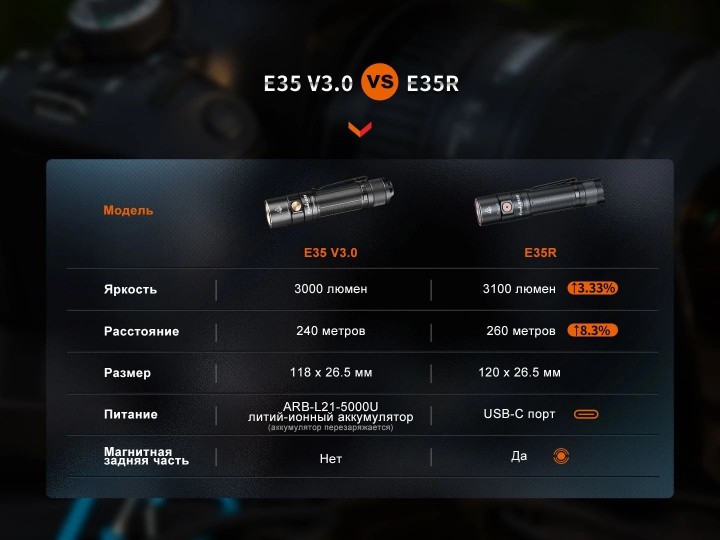 E35 V3.0 VS E35R
Модель
E35 V3.0 E35R
Яркость 3000 люмен 3100 люмен ↑3.33%
Расстояние 240 метров 260 метров ↑8.3%
Размер 118 x 26.5 мм 120 x 26.5 мм
Питание ARB-L21-5000U USB-C порт
литий-ионный аккумулятор
(аккумулятор перезаряжается)
Магнитная
задняя часть Нет Да